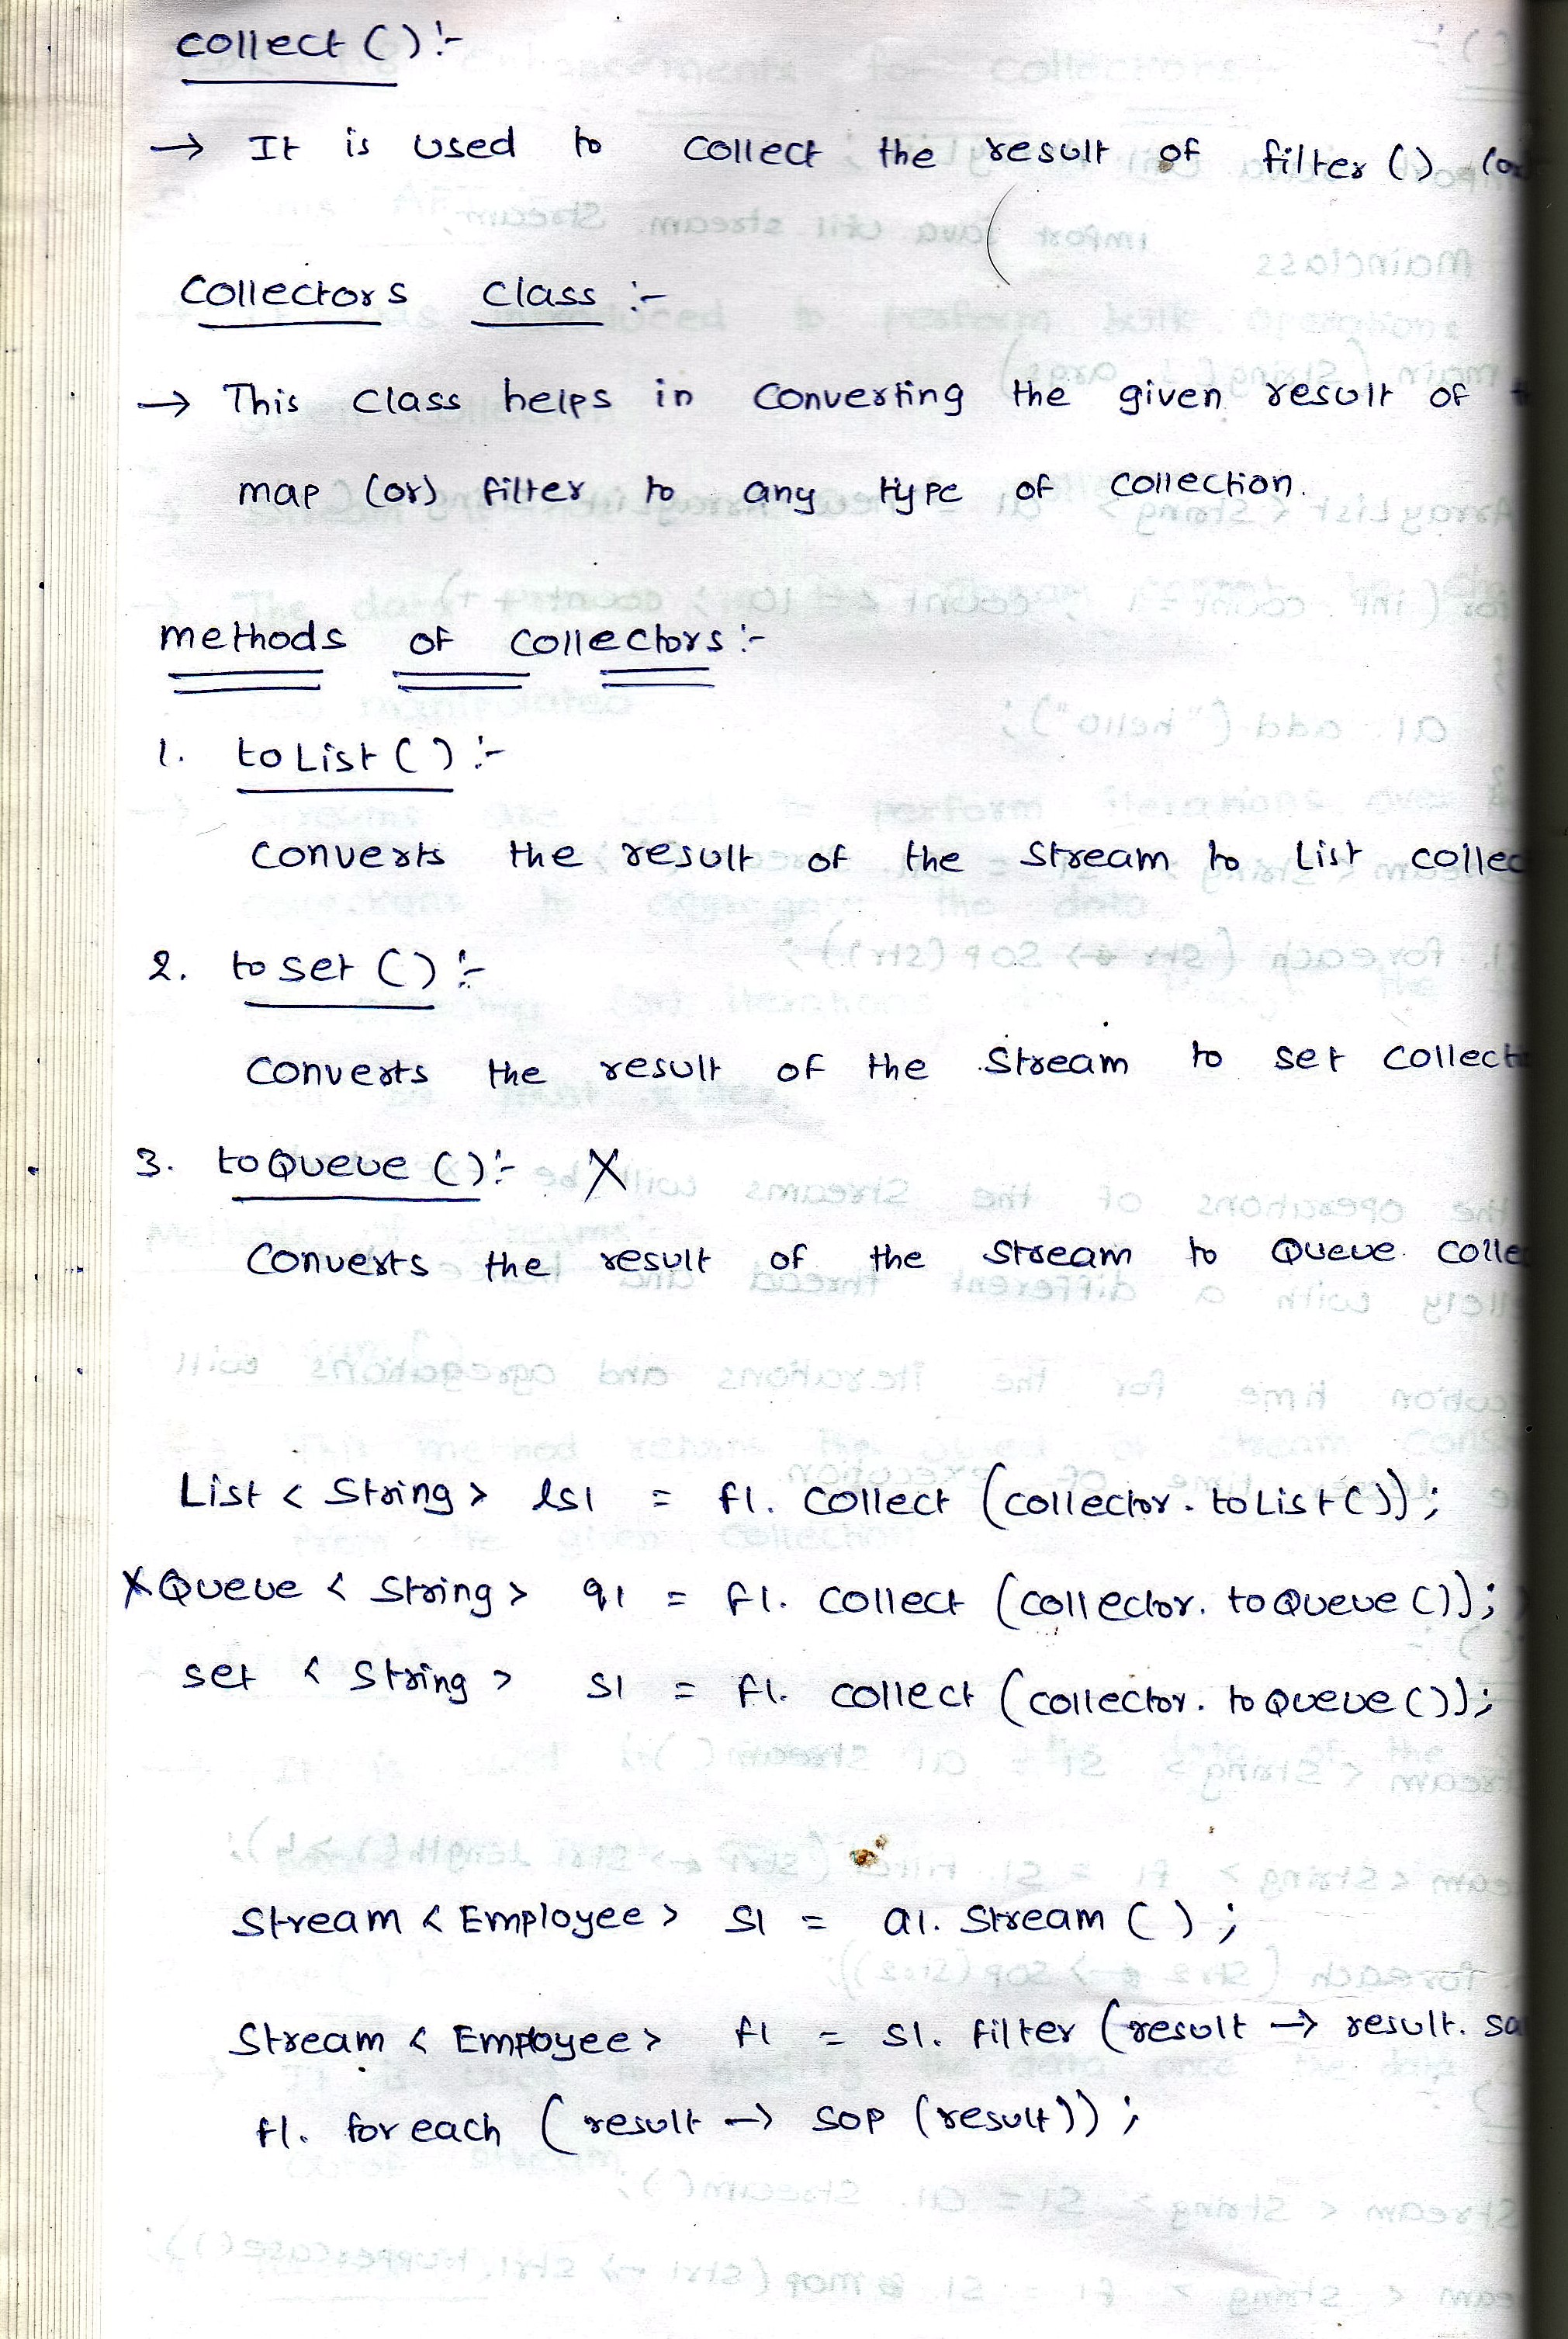 collect () :-
→ It is used to collect the result of filter () (or
Collectors class :-
→ This class helps in converting the given result of
map (or) filter to any type of collection.
methods of collectors :-
1. toList () :-
converts the result of the stream to List collec
2. toset () :-
converts the result of the stream to set collect
3. toQueue () :- X
converts the result of the stream to Queue colle
List < String > ls1 = f1. collect (collector. toList());
X Queue < String > q1 = f1. collect (collector. toQueue ());
set < String > s1 = f1. collect (collector. toQueue ());
Stream < Employee > S1 = a1. Stream () ;
Stream < Employee > f1 = s1. filter (result → result. sa
f1. foreach (result → sop (result)) ;